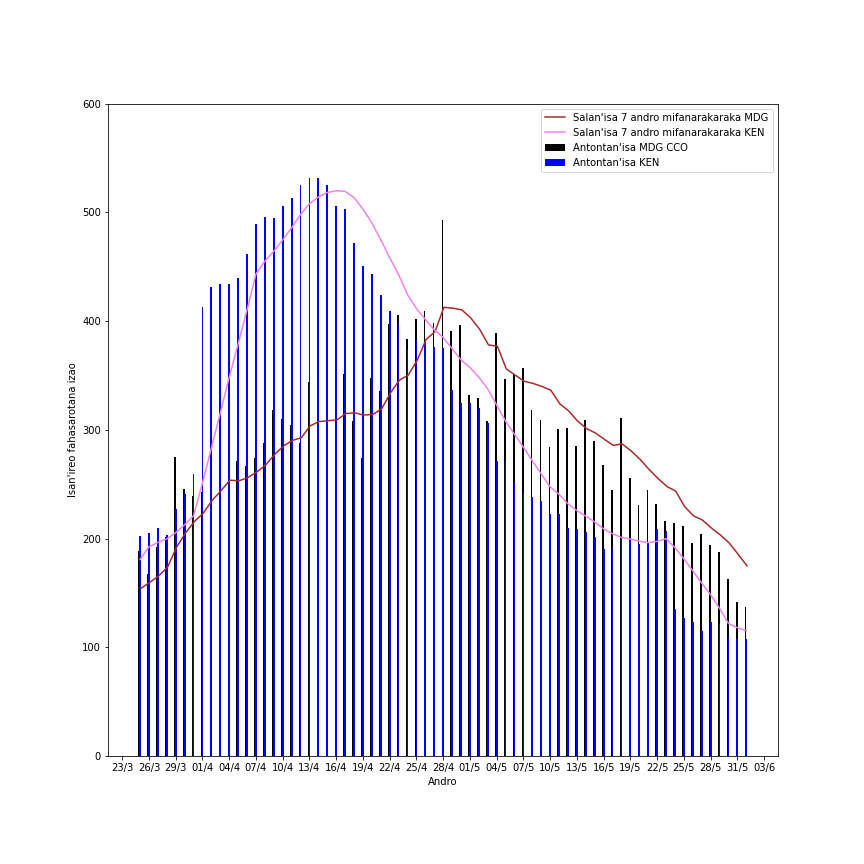 Salan'isa 7 andro mifanarakaraka MDG
Salan'isa 7 andro mifanarakaraka KEN
Antontan'isa MDG CCO
Antontan'isa KEN
600
500
400
300
200
100
0
Isan'ireo fahasarotana izao
23/3 26/3 29/3 01/4 04/4 07/4 10/4 13/4 16/4 19/4 22/4 25/4 28/4 01/5 04/5 07/5 10/5 13/5 16/5 19/5 22/5 25/5 28/5 31/5 03/6
Andro